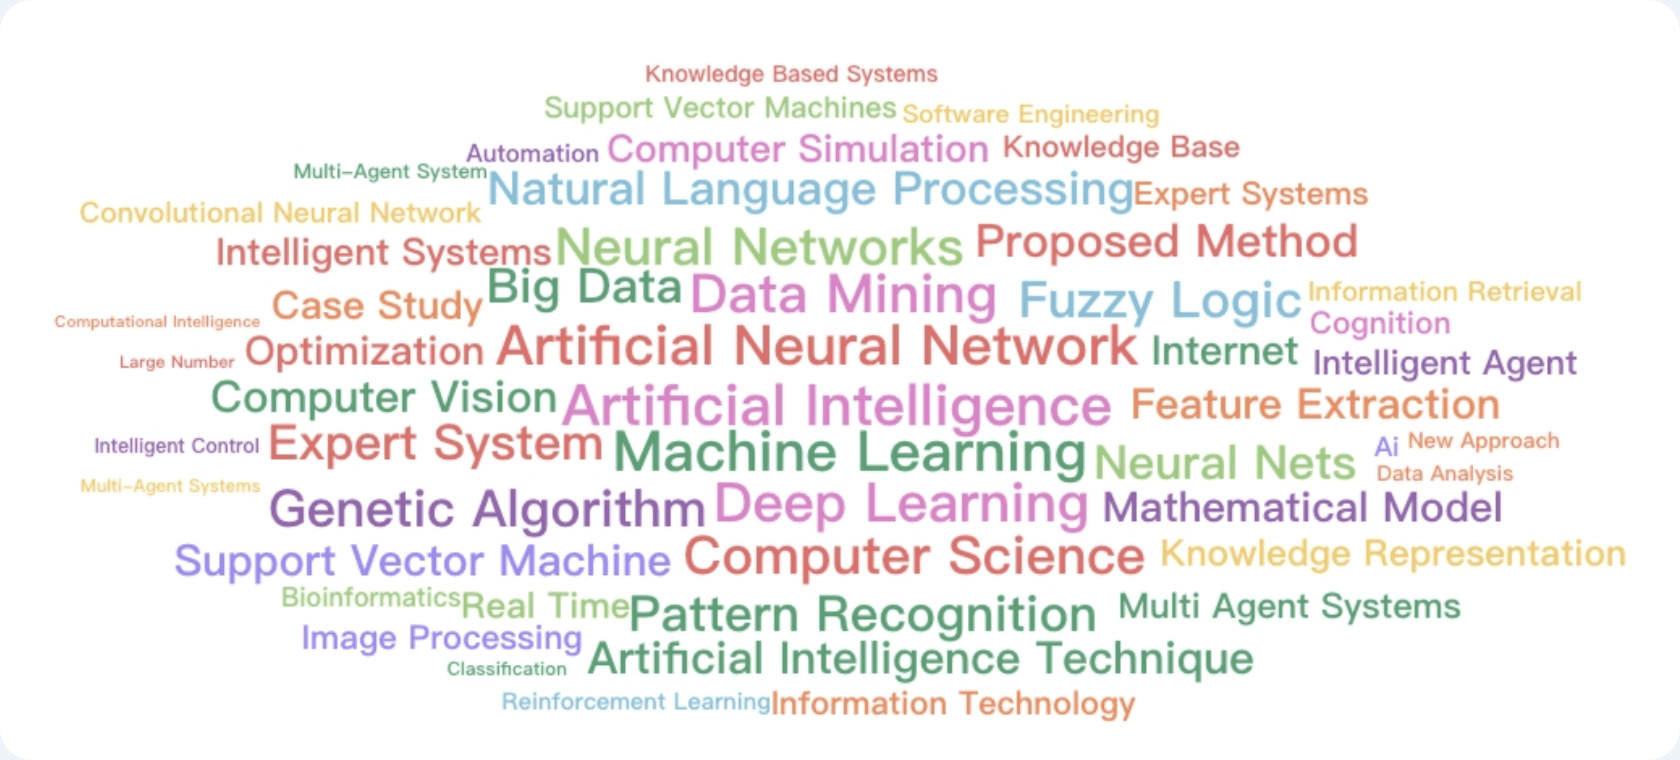 Knowledge Based Systems
Support Vector Machines Software Engineering
Automation Computer Simulation Knowledge Base
Multi-Agent System Natural Language Processing Expert Systems
Convolutional Neural Network
Intelligent Systems Neural Networks Proposed Method
Big Data Data Mining Fuzzy Logic Information Retrieval
Computational Intelligence Case Study Cognition
Large Number Optimization Artificial Neural Network Internet Intelligent Agent
Computer Vision Artificial Intelligence Feature Extraction
Intelligent Control Expert System Machine Learning Neural Nets Ai New Approach
Multi-Agent Systems Data Analysis
Genetic Algorithm Deep Learning Mathematical Model
Support Vector Machine Computer Science Knowledge Representation
Bioinformatics Real Time Pattern Recognition Multi Agent Systems
Image Processing
Classification Artificial Intelligence Technique
Reinforcement Learning Information Technology